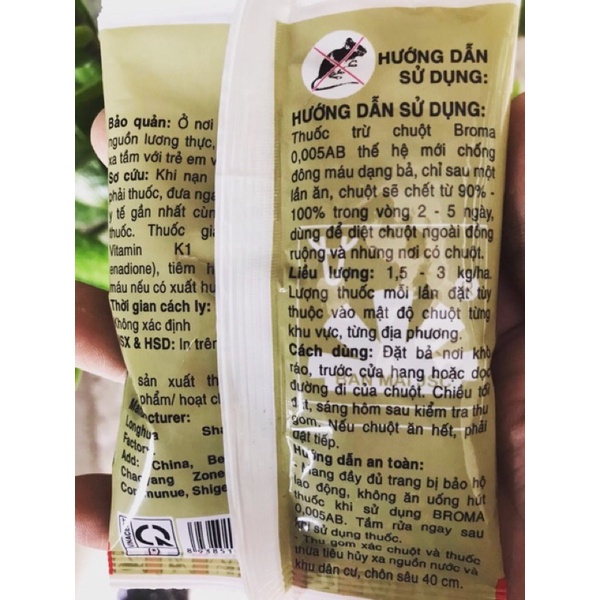 HƯỚNG DẪN
SỬ DỤNG:
HƯỚNG DẪN SỬ DỤNG:
Thuốc trừ chuột Broma
0,005AB thế hệ mới chống
đông máu dạng bả, chỉ sau một
lần ăn, chuột sẽ chết từ 90% -
100% trong vòng 2 - 5 ngày,
dùng để diệt chuột ngoài đồng
ruộng và những nơi có chuột.
Liều lượng: 1,5 - 3 kg/ha.
Lượng thuốc mỗi lần đặt tùy
thuộc vào mật độ chuột từng
khu vực, từng địa phương.
Cách dùng: Đặt bả nơi khô
ráo, trước cửa hang hoặc dọc
đường đi của chuột. Chiều tối
đặt, sáng hôm sau kiểm tra thu
gom. Nếu chuột ăn hết, phải
đặt tiếp.
Hướng dẫn an toàn:
- Mang đầy đủ trang bị bảo hộ
lao động, không ăn uống hút
thuốc khi sử dụng BROMA
0,005AB. Tắm rửa ngay sau
khi sử dụng thuốc.
- Thu gom xác chuột và thuốc
thừa tiêu hủy xa nguồn nước và
khu dân cư, chôn sâu 40 cm.
Bảo quản: Ở nơi
nguồn lương thực,
xa tầm với trẻ em v
Sơ cứu: Khi nạn
phải thuốc, đưa ngay
y tế gần nhất cùn
thuốc. Thuốc giả
Vitamin K1
enadione), tiêm
máu nếu có xuất hu
Thời gian cách ly:
Không xác định
SX & HSD: In trên
sản xuất th
phẩm/ hoạt c
Manufacturer:
Longhua Sha
Factory.
Add: China, Be
Chaoyang Zone
Commune, Shige